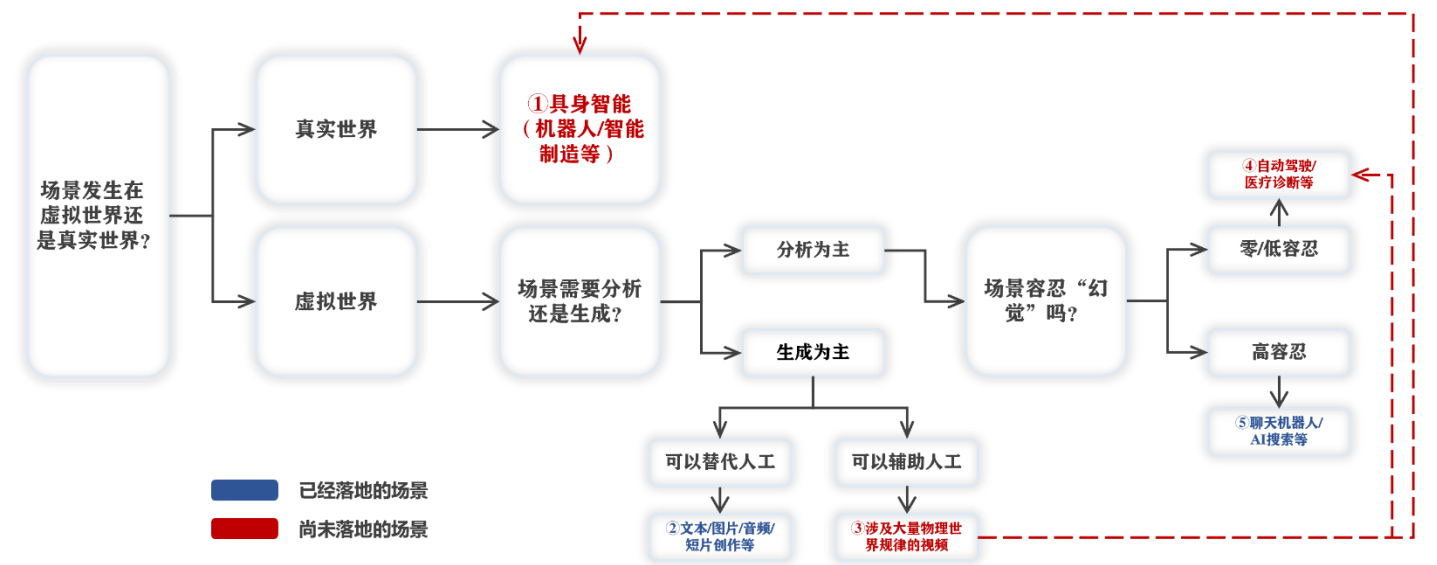 场景发生在
虚拟世界还
是真实世界?
真实世界
虚拟世界
①具身智能
（机器人/智能
制造等）
场景需要分析
还是生成?
分析为主
生成为主
场景容忍“幻
觉”吗?
零/低容忍
高容忍
④自动驾驶/
医疗诊断等
⑤聊天机器人/
AI搜索等
可以替代人工
可以辅助人工
②文本/图片/音频/
短片创作等
③涉及大量物理世
界规律的视频
已经落地的场景
尚未落地的场景